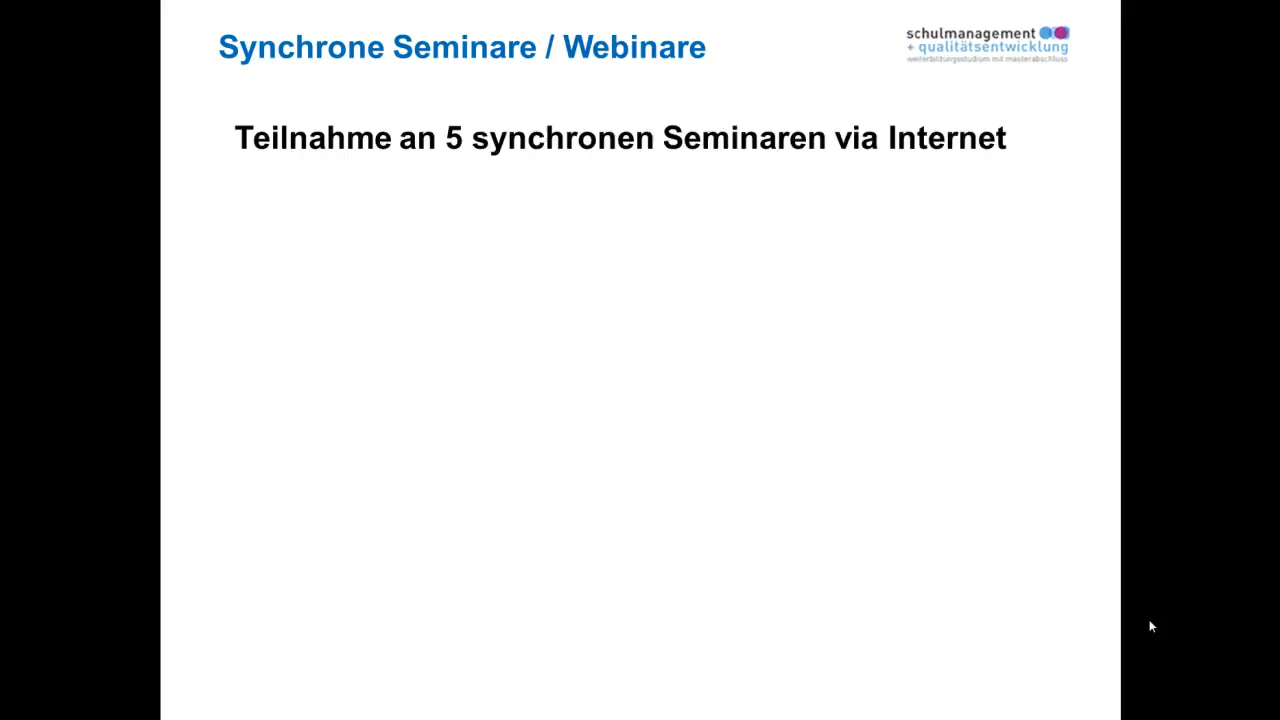 Synchrone Seminare / Webinare
schulmanagement
+ qualitätsentwicklung
weiterbildungsstudium mit masterabschluss
Teilnahme an 5 synchronen Seminaren via Internet